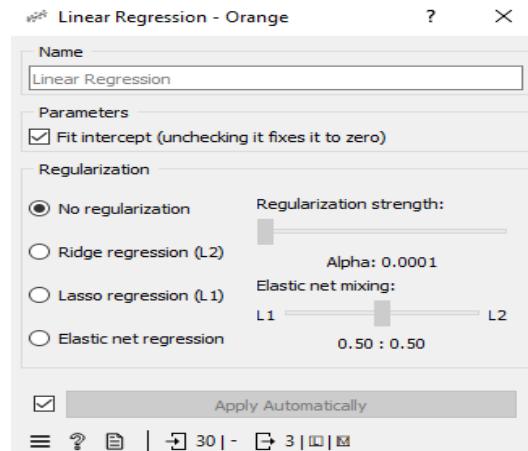 Linear Regression - Orange ? ×
Name
Linear Regression
Parameters
Fit intercept (unchecking it fixes it to zero)
Regularization
No regularization
Ridge regression (L2)
Lasso regression (L1)
Elastic net regression
Regularization strength:
Alpha: 0.0001
Elastic net mixing:
L1 L2
0.50 : 0.50
Apply Automatically
? | 30 | - 3 | L | M